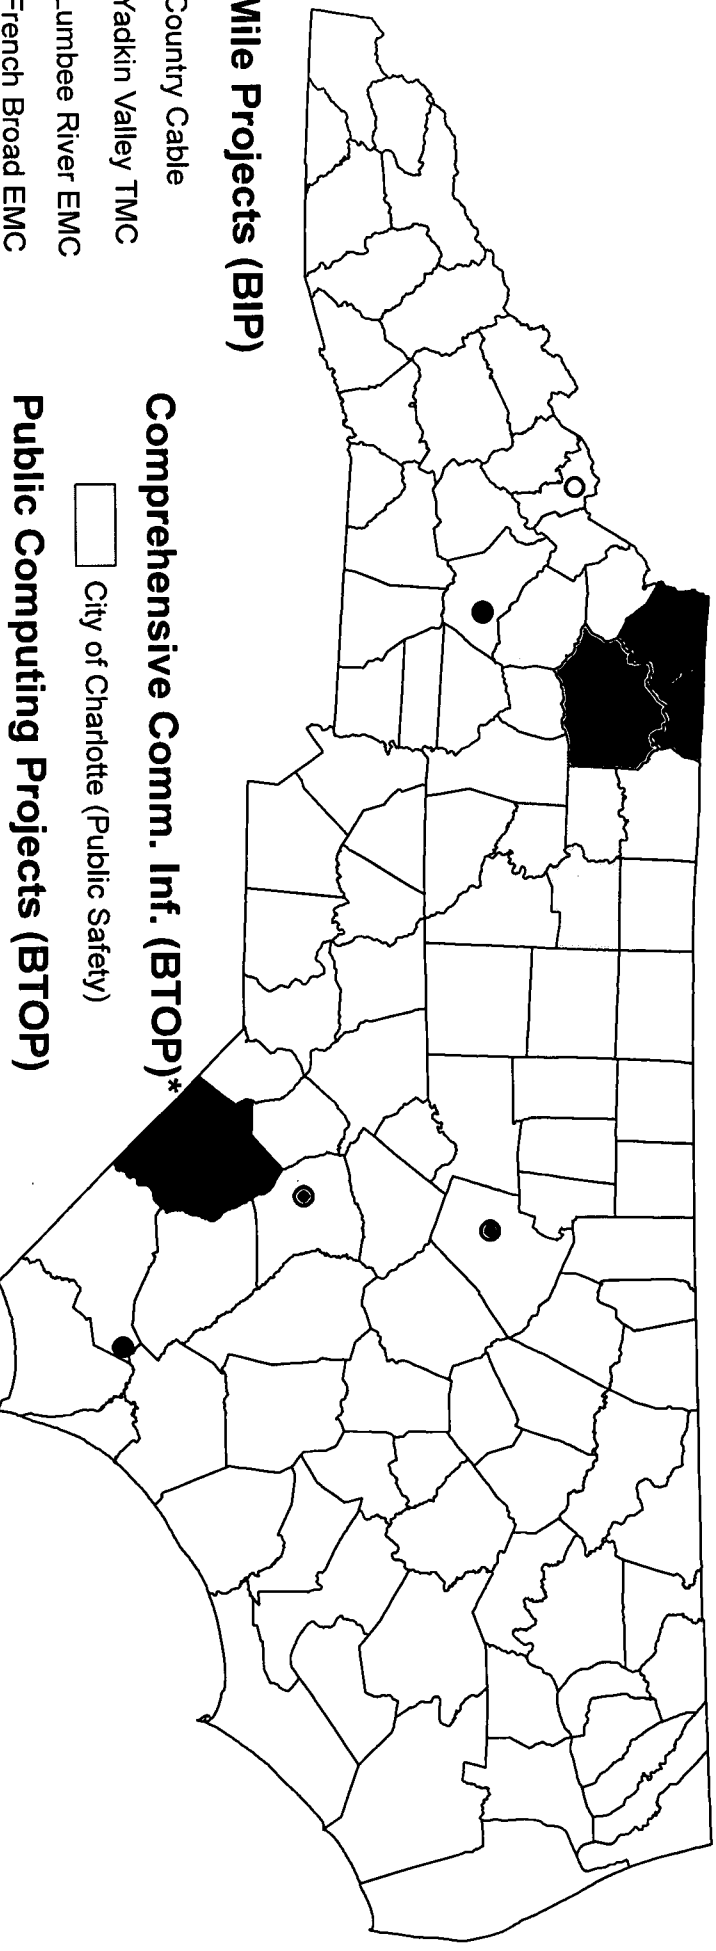 Mile Projects (BIP)
Country Cable
Yadkin Valley TMC
Lumbee River EMC
French Broad EMC
Comprehensive Comm. Inf. (BTOP)*
City of Charlotte (Public Safety)
Public Computing Projects (BTOP)